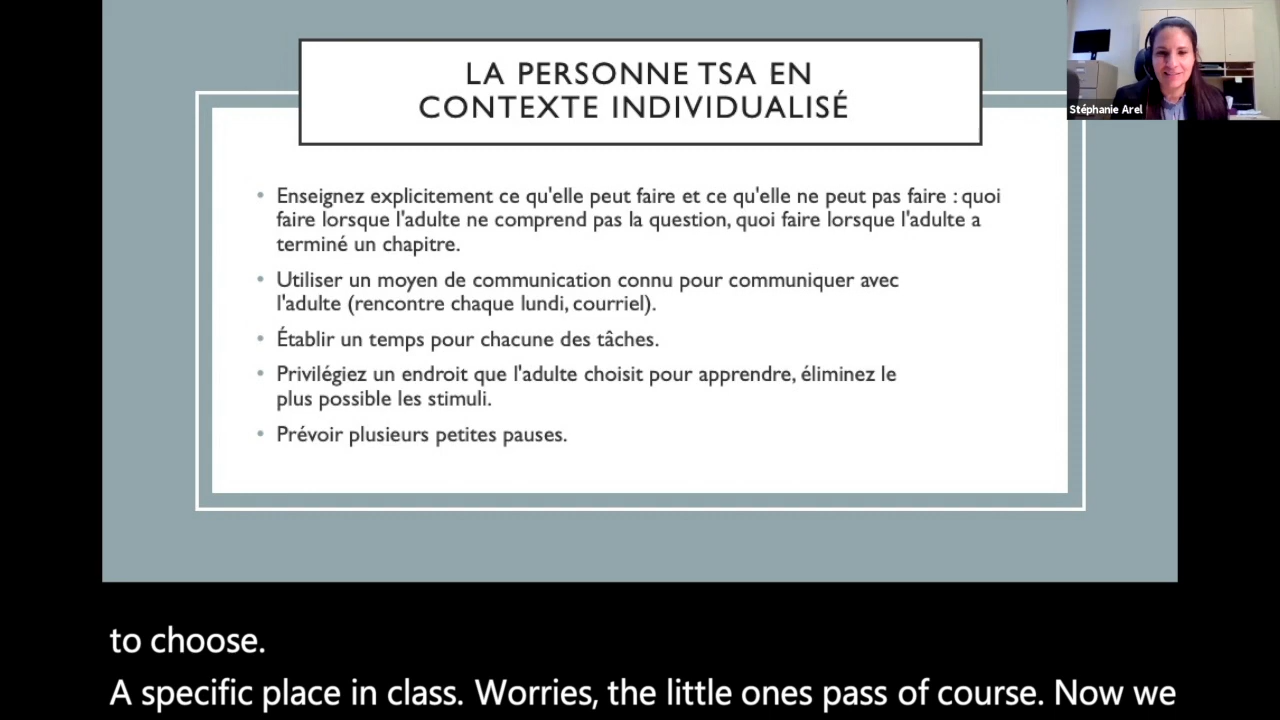 LA PERSONNE TSA EN
CONTEXTE INDIVIDUALISÉ
Stéphanie Arel
• Enseignez explicitement ce qu'elle peut faire et ce qu'elle ne peut pas faire : quoi
faire lorsque l'adulte ne comprend pas la question, quoi faire lorsque l'adulte a
terminé un chapitre.
• Utiliser un moyen de communication connu pour communiquer avec
l'adulte (rencontre chaque lundi, courriel).
• Établir un temps pour chacune des tâches.
• Privilégiez un endroit que l'adulte choisit pour apprendre, éliminez le
plus possible les stimuli.
• Prévoir plusieurs petites pauses.
to choose.
A specific place in class. Worries, the little ones pass of course. Now we